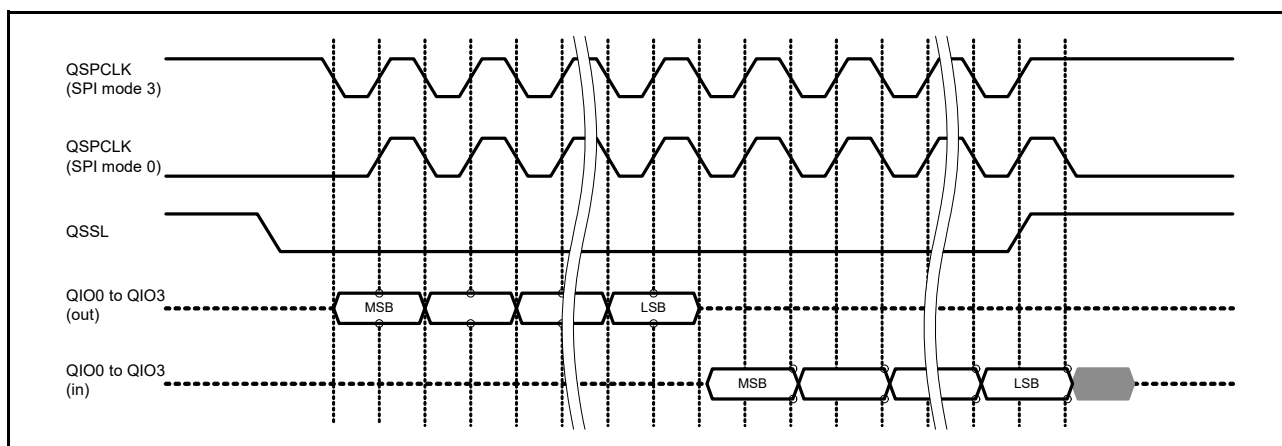 QSPCLK
(SPI mode 3)
QSPCLK
(SPI mode 0)
QSSL
QIO0 to QIO3
(out)
MSB
LSB
QIO0 to QIO3
(in)
MSB
LSB